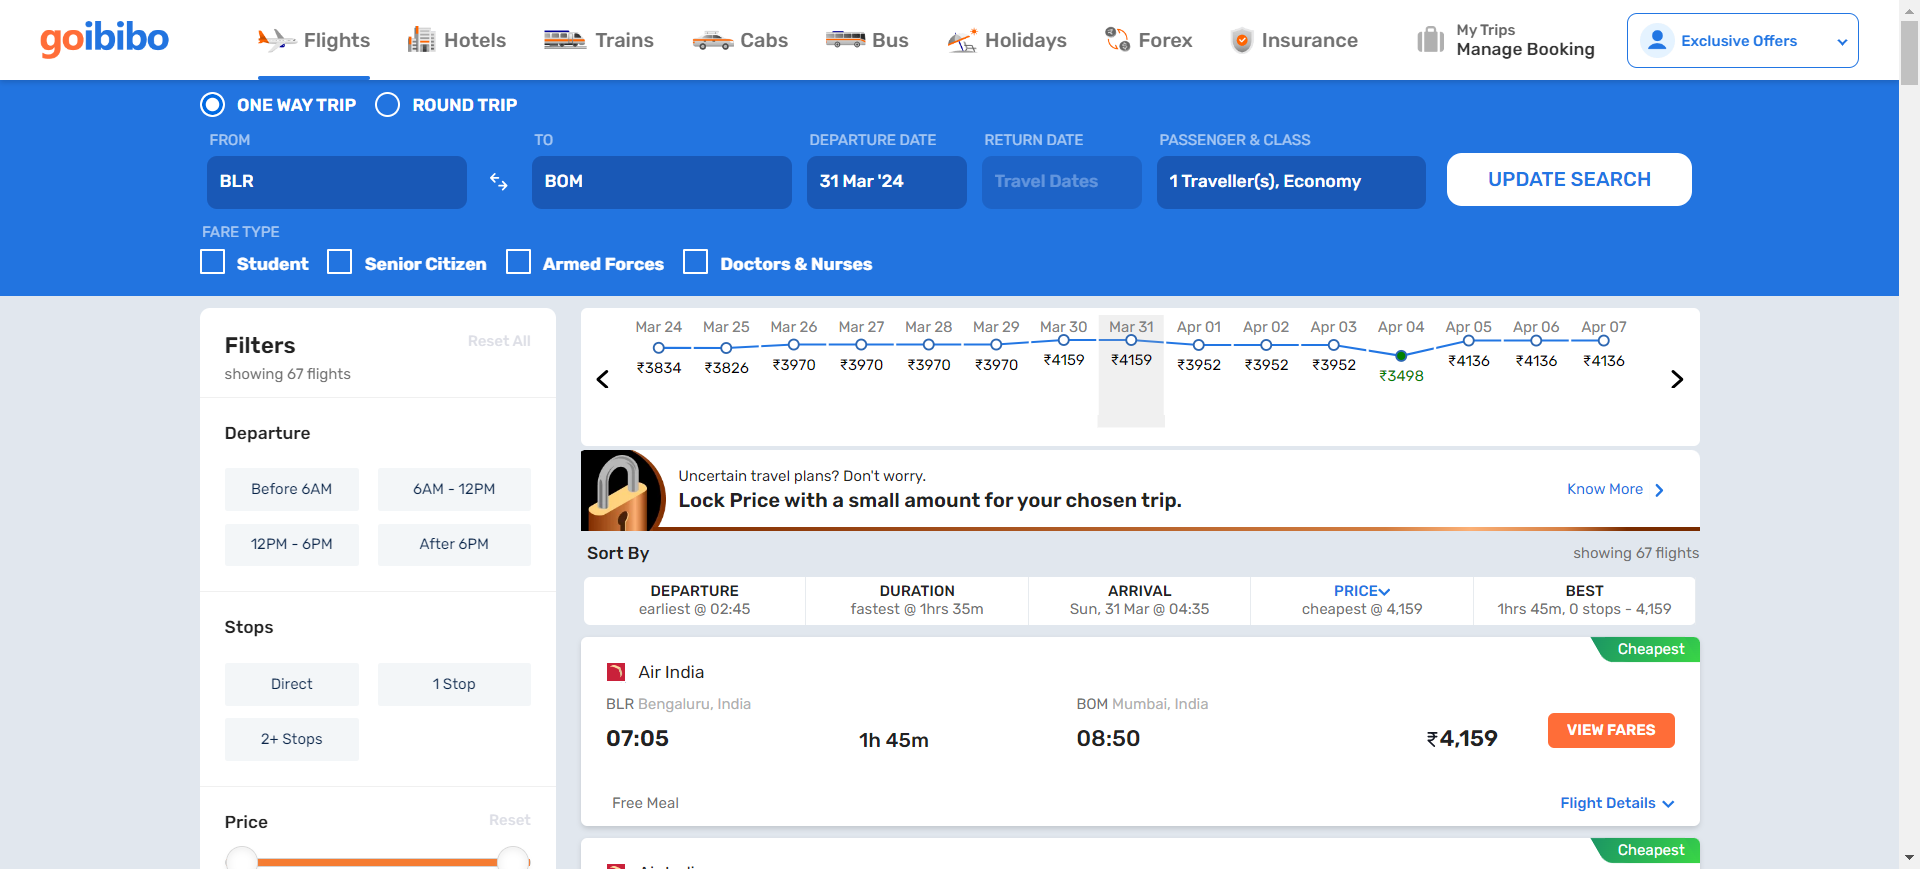 goibibo
Flights
Hotels
Trains
Cabs
Bus
Holidays
Forex
Insurance
My Trips
Manage Booking
Exclusive Offers
ONE WAY TRIP
ROUND TRIP
FROM
TO
DEPARTURE DATE
RETURN DATE
PASSENGER & CLASS
BLR
BOM
31 Mar '24
Travel Dates
1 Traveller(s), Economy
UPDATE SEARCH
FARE TYPE
Student
Senior Citizen
Armed Forces
Doctors & Nurses
Filters
Reset All
showing 67 flights
Departure
Before 6AM
6AM - 12PM
12PM - 6PM
After 6PM
Stops
Direct
1 Stop
2+ Stops
Price
Reset
Mar 24 Mar 25 Mar 26 Mar 27 Mar 28 Mar 29 Mar 30 Mar 31 Apr 01 Apr 02 Apr 03 Apr 04 Apr 05 Apr 06 Apr 07
₹3834 ₹3826 ₹3970 ₹3970 ₹3970 ₹3970 ₹4159 ₹4159 ₹3952 ₹3952 ₹3952 ₹3498 ₹4136 ₹4136 ₹4136
Uncertain travel plans? Don't worry.
Lock Price with a small amount for your chosen trip.
Know More
Sort By
showing 67 flights
DEPARTURE
earliest @ 02:45
DURATION
fastest @ 1hrs 35m
ARRIVAL
Sun, 31 Mar @ 04:35
PRICE
cheapest @ 4,159
BEST
1hrs 45m, 0 stops - 4,159
Cheapest
Air India
BLR Bengaluru, India
BOM Mumbai, India
07:05
1h 45m
08:50
₹4,159
VIEW FARES
Free Meal
Flight Details
Cheapest